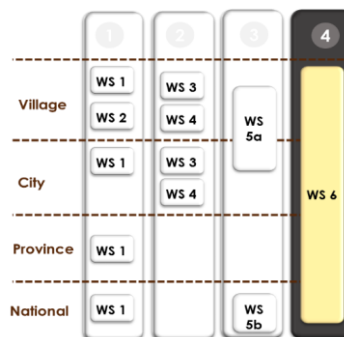 1 2 3 4
Village
WS 1
WS 2
WS 3
WS 4
WS
5a
City
WS 1
WS 3
WS 4
WS 6
Province
WS 1
National
WS 1
WS
5b